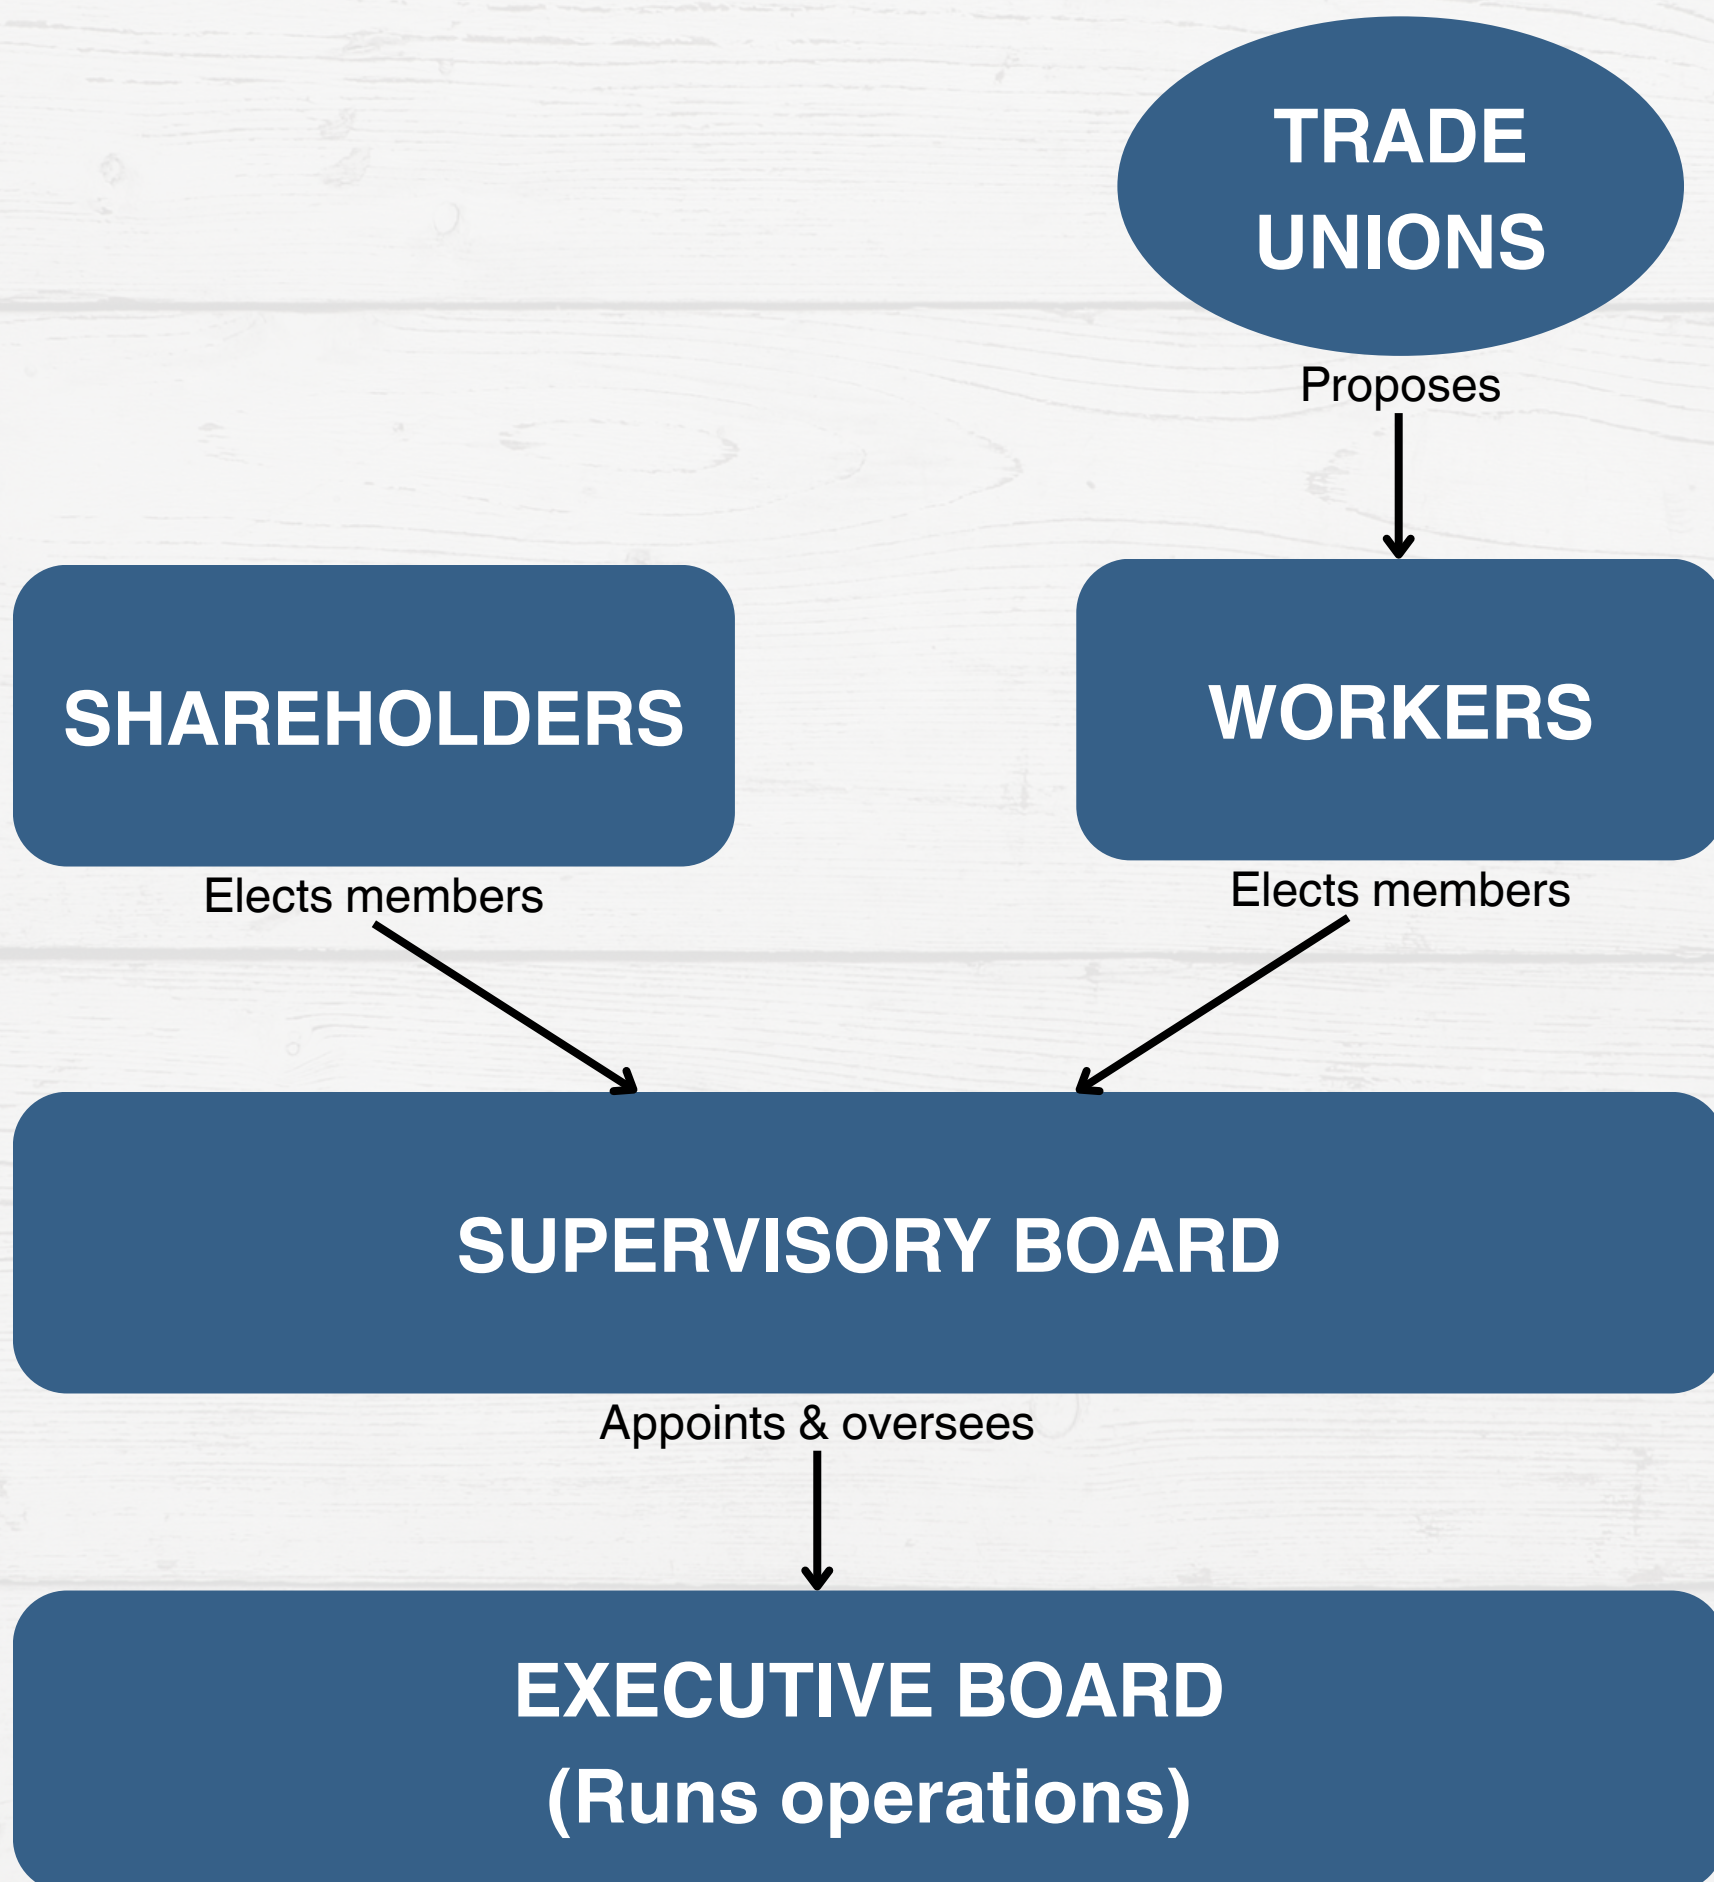 TRADE
UNIONS
Proposes
SHAREHOLDERS
WORKERS
Elects members
Elects members
SUPERVISORY BOARD
Appoints & oversees
EXECUTIVE BOARD
(Runs operations)